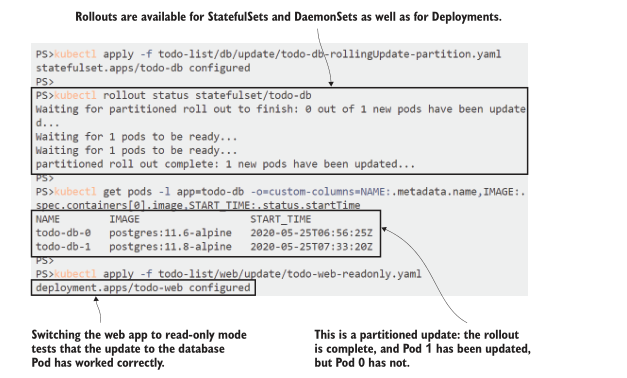 Rollouts are available for StatefulSets and DaemonSets as well as for Deployments.
PS>kubectl apply -f todo-list/db/update/todo-db-rollingUpdate-partition.yaml
statefulset.apps/todo-db configured
PS>
PS>kubectl rollout status statefulset/todo-db
Waiting for partitioned roll out to finish: 0 out of 1 new pods have been update
d...
Waiting for 1 pods to be ready...
Waiting for 1 pods to be ready...
partitioned roll out complete: 1 new pods have been updated...
PS>
PS>kubectl get pods -l app=todo-db -o=custom-columns=NAME:.metadata.name,IMAGE:.
spec.containers[0].image,START_TIME:.status.startTime
NAME IMAGE START_TIME
todo-db-0 postgres:11.6-alpine 2020-05-25T06:56:25Z
todo-db-1 postgres:11.8-alpine 2020-05-25T07:33:20Z
PS>
PS>kubectl apply -f todo-list/web/update/todo-web-readonly.yaml
deployment.apps/todo-web configured
Switching the web app to read-only mode
tests that the update to the database
Pod has worked correctly.
This is a partitioned update: the rollout
is complete, and Pod 1 has been updated,
but Pod 0 has not.